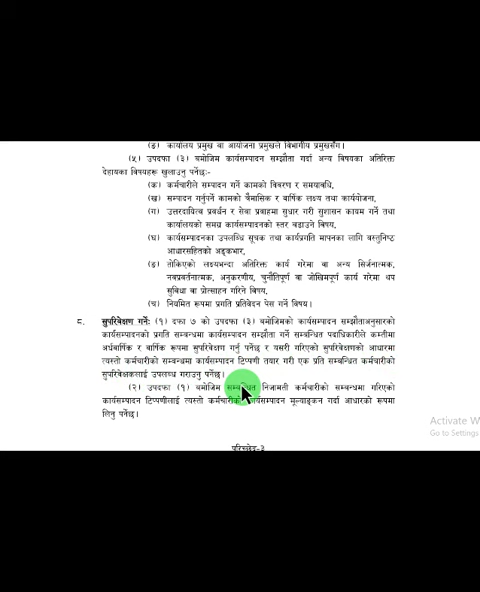 (ङ) कार्यालय प्रमुख वा आयोजना प्रमुखले विभागीय प्रमुखसँग।
(५) उपदफा (३) बमोजिम कार्यसम्पादन सम्झौता गर्दा अन्य विषयका अतिरिक्त
देहायका विषयहरू खुलाउनु पर्नेछ:-
(क) कर्मचारीले सम्पादन गर्ने कामको विवरण र समयावधि,
(ख) सम्पादन गर्नुपर्ने कामको त्रैमासिक र वार्षिक लक्ष्य तथा कार्ययोजना,
(ग) उत्तरदायित्व प्रवर्धन र सेवा प्रवाहमा सुधार गरी सुशासन कायम गर्ने तथा
कार्यालयको समग्र कार्यसम्पादनको स्तर बढाउने विषय,
(घ) कार्यसम्पादनका उपलब्धि सूचक तथा कार्यप्रगति मापनका लागि वस्तुनिष्ठ
आधारसहितको अङ्कभार,
(ङ) तोकिएको लक्ष्यभन्दा अतिरिक्त कार्य गरेमा वा अन्य सिर्जनात्मक,
नवप्रवर्तनात्मक, अनुकरणीय, चुनौतिपूर्ण वा जोखिमपूर्ण कार्य गरेमा थप
सुविधा वा प्रोत्साहन गरिने विषय,
(च) नियमित रूपमा प्रगति प्रतिवेदन पेस गर्ने विषय।
८. सुपरिवेक्षण गर्ने: (१) दफा ७ को उपदफा (३) बमोजिमको कार्यसम्पादन सम्झौताअनुसारको
कार्यसम्पादनको प्रगति सम्बन्धमा कार्यसम्पादन सम्झौता गर्ने सम्बन्धित पदाधिकारीले कम्तीमा
अर्धवार्षिक र वार्षिक रूपमा सुपरिवेक्षण गर्नु पर्नेछ र यसरी गरिएको सुपरिवेक्षणको आधारमा
त्यस्तो कर्मचारीको सम्बन्धमा कार्यसम्पादन टिप्पणी तयार गरी एक प्रति सम्बन्धित कर्मचारीको
सुपरिवेक्षकलाई उपलब्ध गराउनु पर्नेछ।
(२) उपदफा (१) बमोजिम सम्बन्धित निजामती कर्मचारीको सम्बन्धमा गरिएको
कार्यसम्पादन टिप्पणीलाई त्यस्तो कर्मचारीको कार्यसम्पादन मूल्याङ्कन गर्दा आधारको रूपमा
लिनु पर्नेछ।
Activate W
Go to Settings
परिच्छेद-३